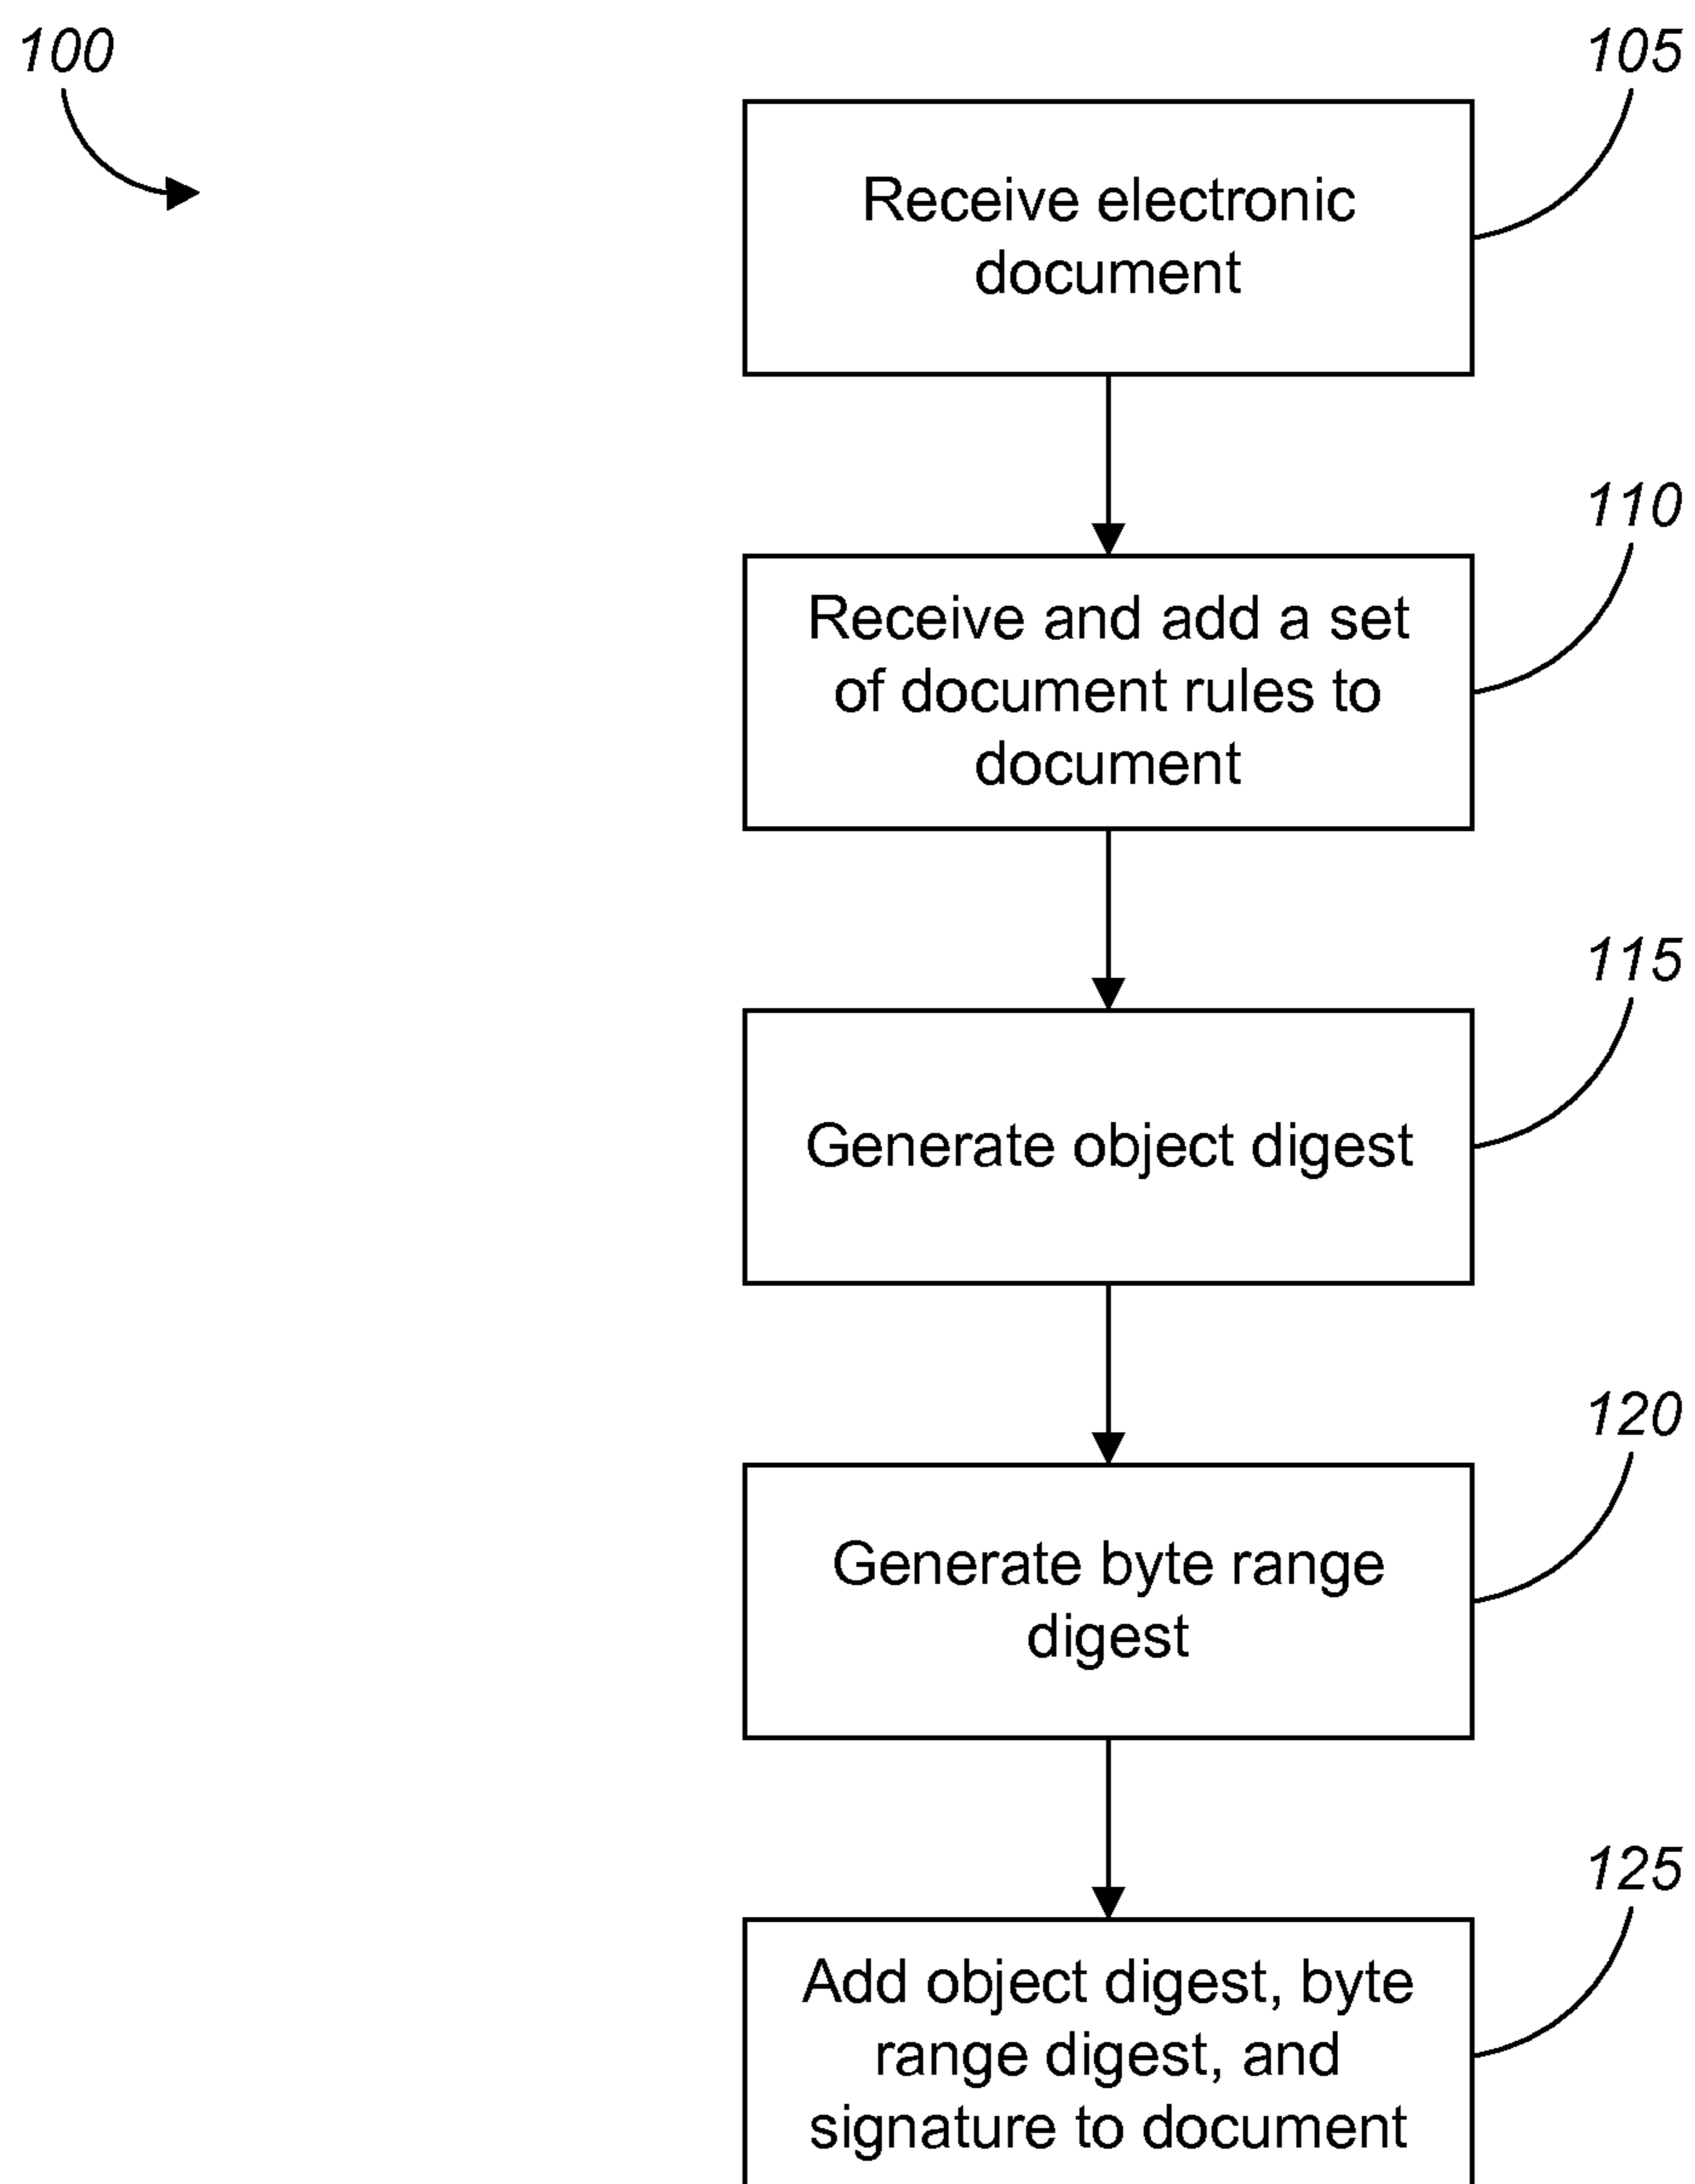 100
105
Receive electronic
document
110
Receive and add a set
of document rules to
document
115
Generate object digest
120
Generate byte range
digest
125
Add object digest, byte
range digest, and
signature to document